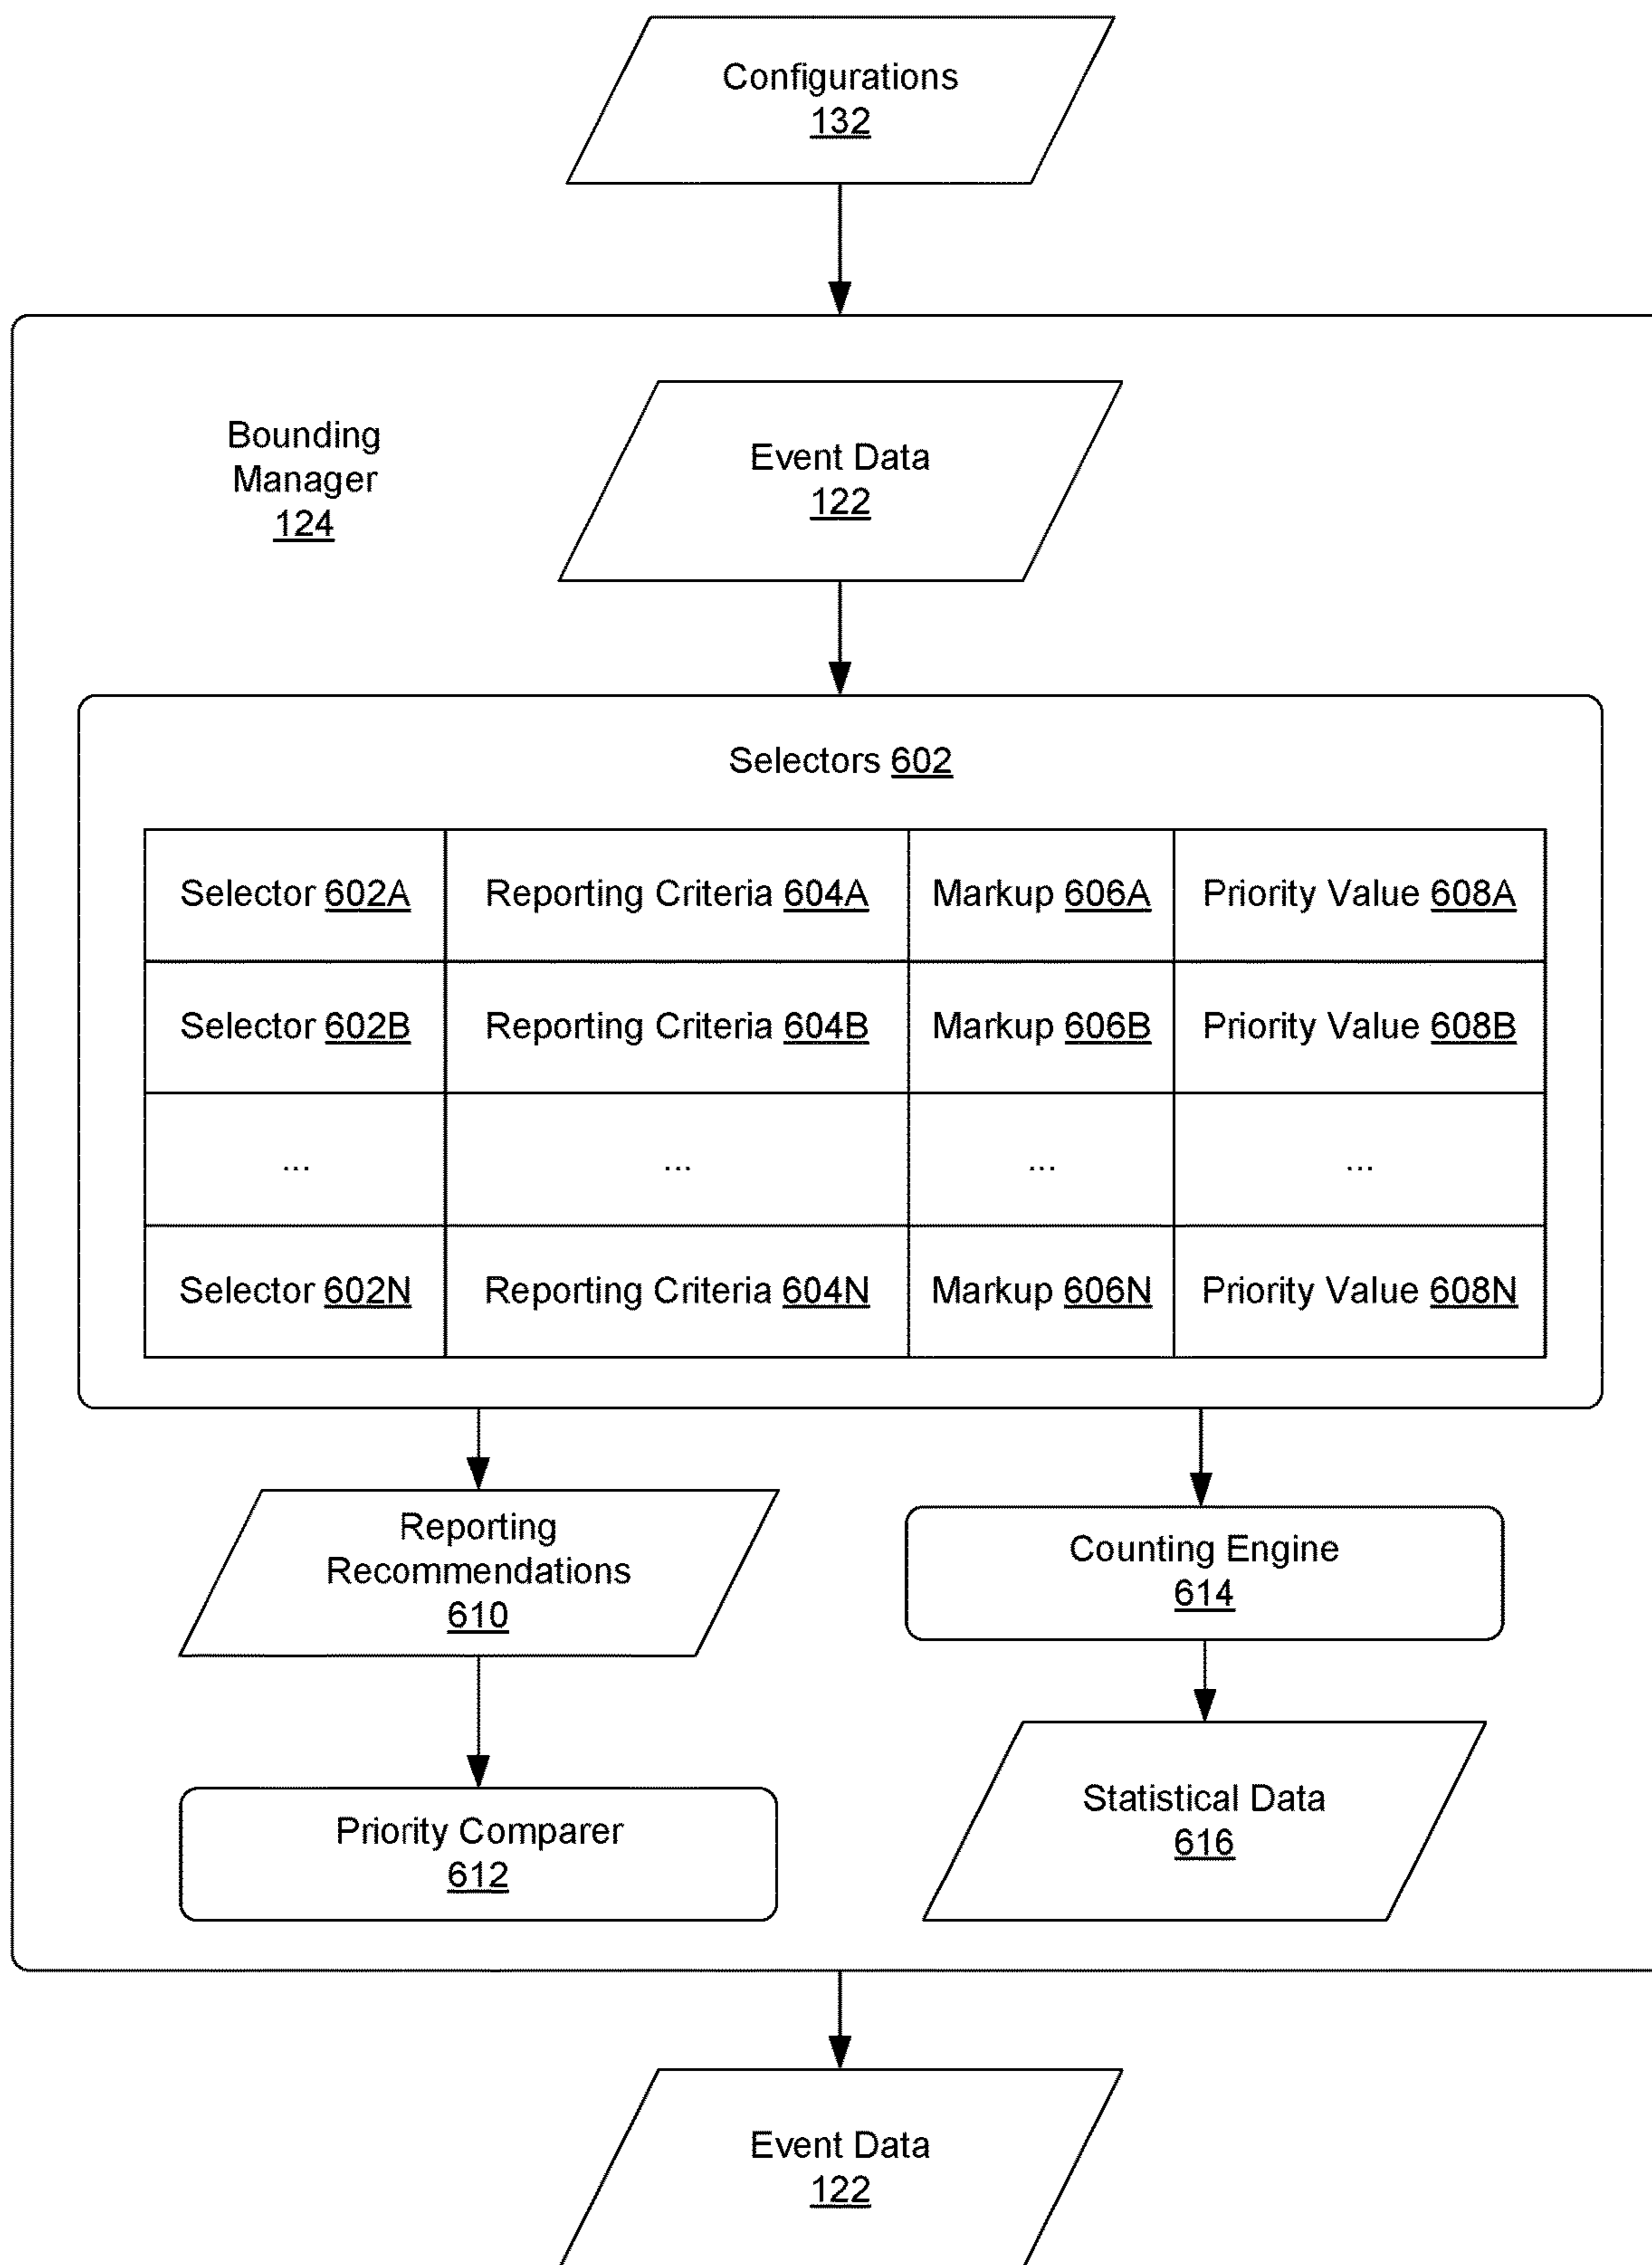 Configurations
132
Bounding
Manager
124
Event Data
122
Selectors 602
Selector 602A Reporting Criteria 604A Markup 606A Priority Value 608A
Selector 602B Reporting Criteria 604B Markup 606B Priority Value 608B
... ... ... ...
Selector 602N Reporting Criteria 604N Markup 606N Priority Value 608N
Reporting
Recommendations
610
Counting Engine
614
Priority Comparer
612
Statistical Data
616
Event Data
122